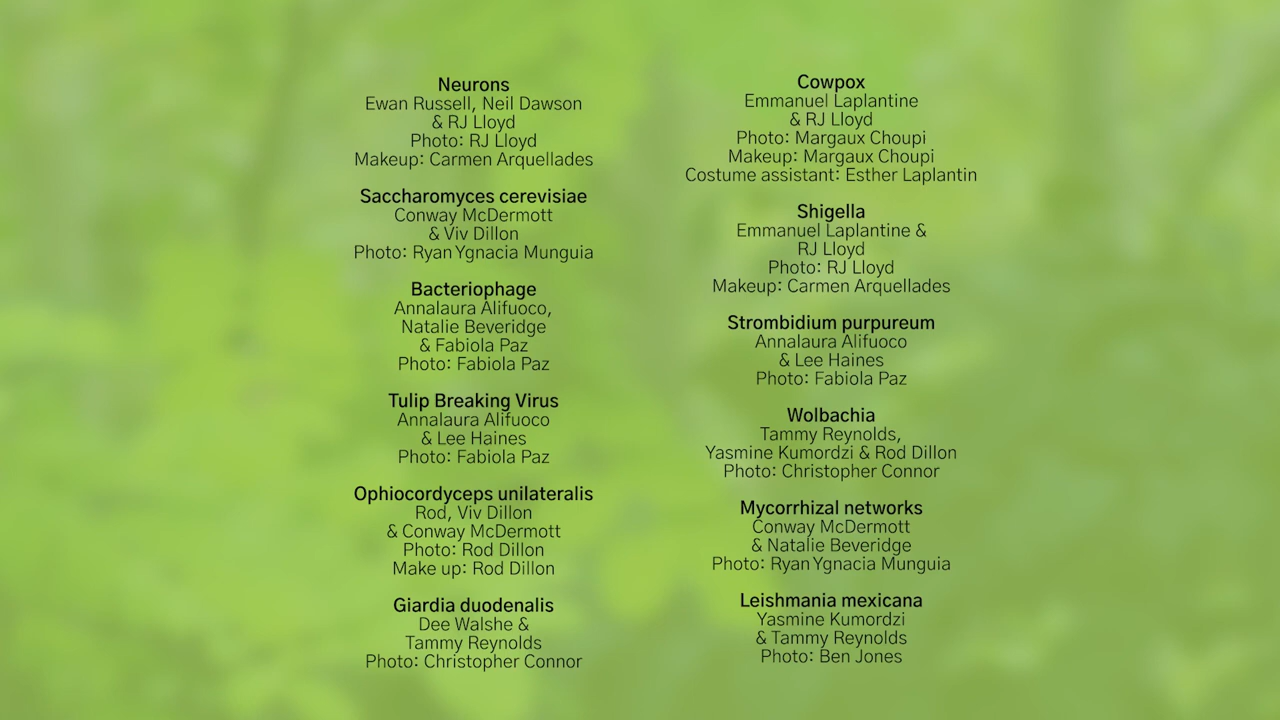 Neurons
Ewan Russell, Neil Dawson
& RJ Lloyd
Photo: RJ Lloyd
Makeup: Carmen Arquellades
Saccharomyces cerevisiae
Conway McDermott
& Viv Dillon
Photo: Ryan Ygnacia Munguia
Bacteriophage
Annalaura Alifuoco,
Natalie Beveridge
& Fabiola Paz
Photo: Fabiola Paz
Tulip Breaking Virus
Annalaura Alifuoco
& Lee Haines
Photo: Fabiola Paz
Ophiocordyceps unilateralis
Rod, Viv Dillon
& Conway McDermott
Photo: Rod Dillon
Make up: Rod Dillon
Giardia duodenalis
Dee Walshe &
Tammy Reynolds
Photo: Christopher Connor
Cowpox
Emmanuel Laplantine
& RJ Lloyd
Photo: Margaux Choupi
Makeup: Margaux Choupi
Costume assistant: Esther Laplantin
Shigella
Emmanuel Laplantine &
RJ Lloyd
Photo: RJ Lloyd
Makeup: Carmen Arquellades
Strombidium purpureum
Annalaura Alifuoco
& Lee Haines
Photo: Fabiola Paz
Wolbachia
Tammy Reynolds,
Yasmine Kumordzi & Rod Dillon
Photo: Christopher Connor
Mycorrhizal networks
Conway McDermott
& Natalie Beveridge
Photo: Ryan Ygnacia Munguia
Leishmania mexicana
Yasmine Kumordzi
& Tammy Reynolds
Photo: Ben Jones